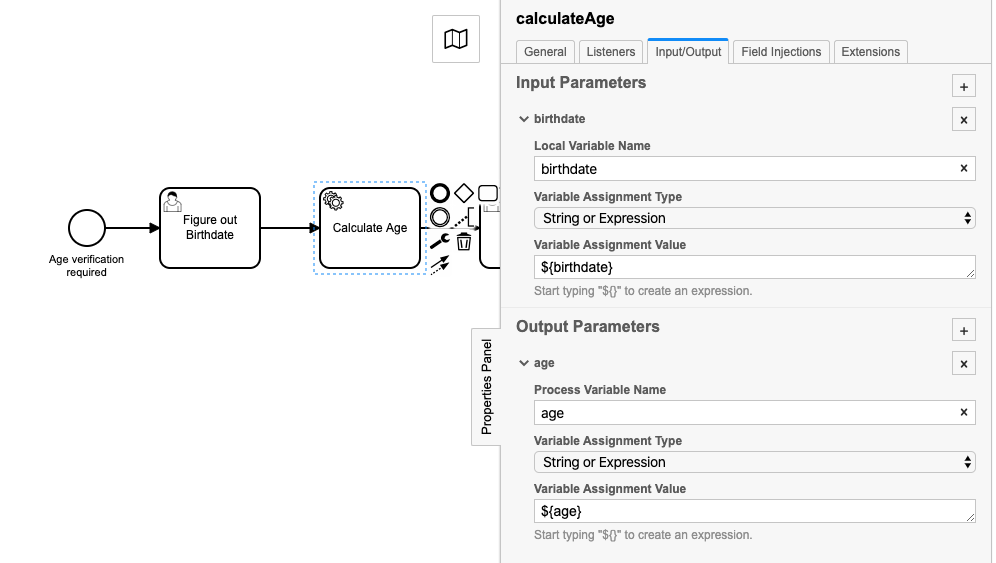 calculateAge
General Listeners Input/Output Field Injections Extensions
Input Parameters
+
birthdate
x
Local Variable Name
birthdate
x
Variable Assignment Type
String or Expression
Variable Assignment Value
${birthdate}
Start typing "${}" to create an expression.
Output Parameters
+
age
x
Process Variable Name
age
x
Variable Assignment Type
String or Expression
Variable Assignment Value
${age}
Start typing "${}" to create an expression.
Properties Panel
Age verification
required
Figure out
Birthdate
Calculate Age